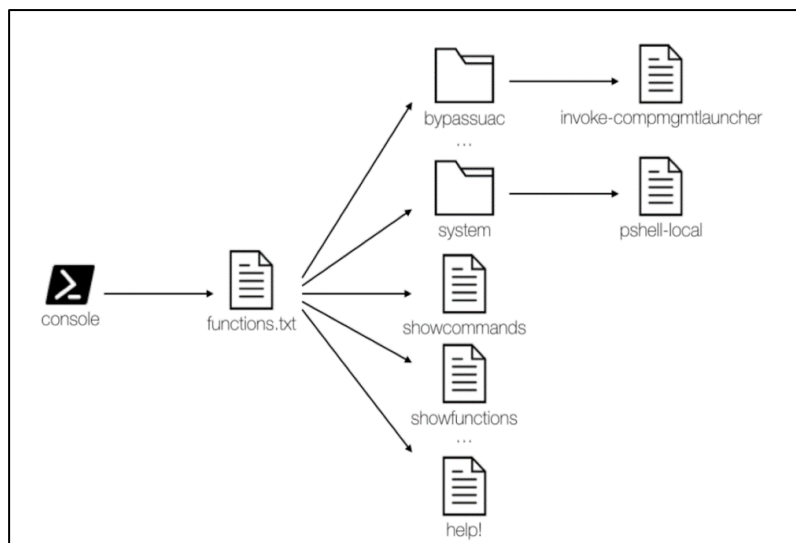 bypassuac
invoke-compmgmtlauncher
...
system
pshell-local
console
functions.txt
showcommands
showfunctions
...
help!